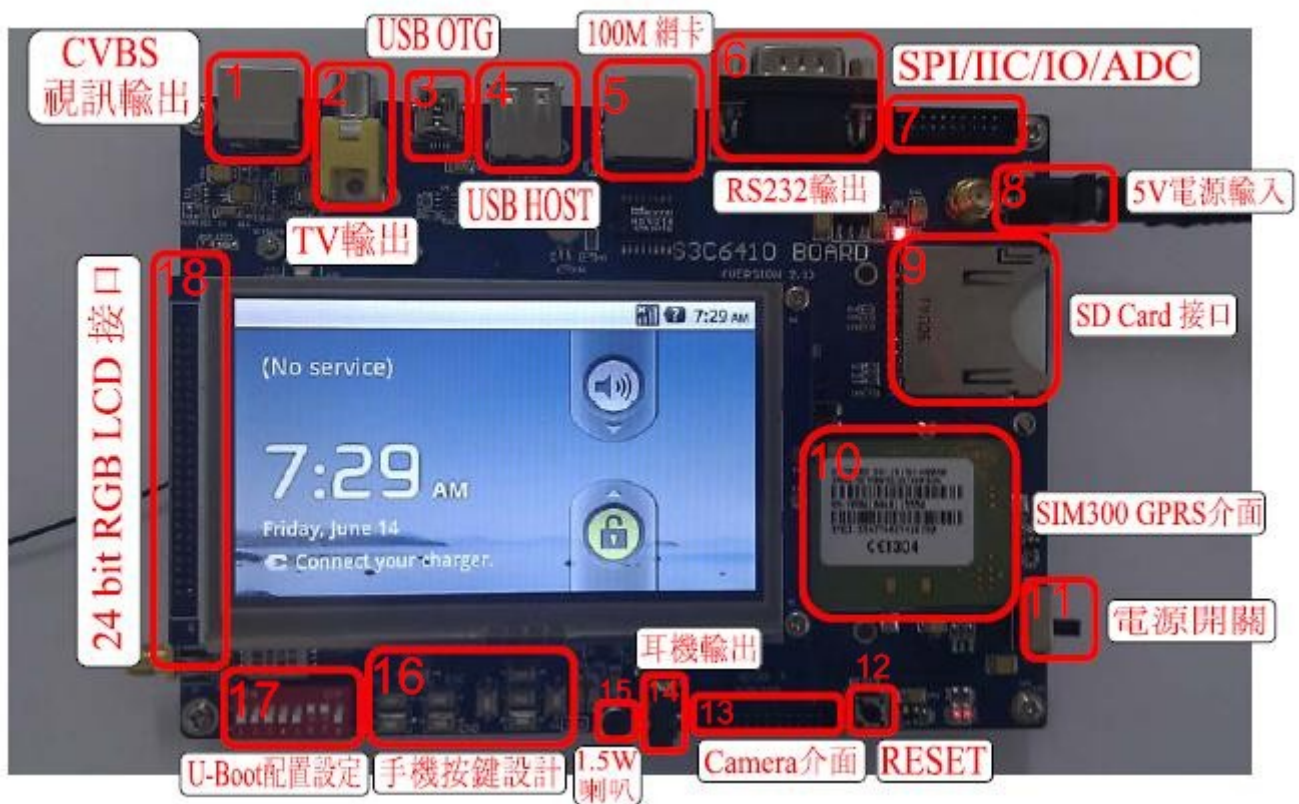 CVBS
視訊輸出
USB OTG
100M 網卡
SPI/IIC/IO/ADC
1
2
3
4
5
6
7
8
TV輸出
USB HOST
RS232輸出
5V電源輸入
S3C6410 BOARD
(VERSION 2.1)
24 bit RGB LCD 接口
18
9
SD Card 接口
7:29 AM
(No service)
7:29 AM
Friday, June 14
Connect your charger.
10
CE1304
SIM300 GPRS介面
11
電源開關
耳機輸出
17
16
15
14
13
12
U-Boot配置設定
手機按鍵設計
1.5W
喇叭
Camera介面
RESET